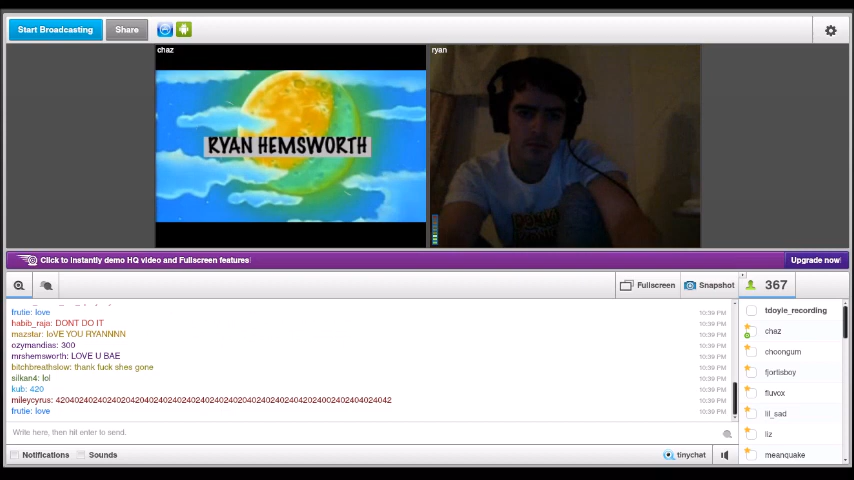 Start Broadcasting
Share
chaz
ryan
RYAN HEMSWORTH
Click to instantly demo HQ video and Fullscreen features!
Upgrade now!
Fullscreen
Snapshot
367
frutie: love 10:39 PM
habib_raja: DONT DO IT 10:39 PM
mazstar: loVE YOU RYANNNN 10:39 PM
ozymandias: 300 10:39 PM
mrshemsworth: LOVE U BAE 10:39 PM
bitchbreathslow: thank fuck shes gone 10:39 PM
silkan4: lol 10:39 PM
kub: 420 10:39 PM
mileycyrus: 10:39 PM
frutie: love 10:39 PM
Write here, then hit enter to send.
Notifications
Sounds
tinychat
tdoyle_recording
chaz
choongum
fjortisboy
fluvox
lil_sad
liz
meanquake